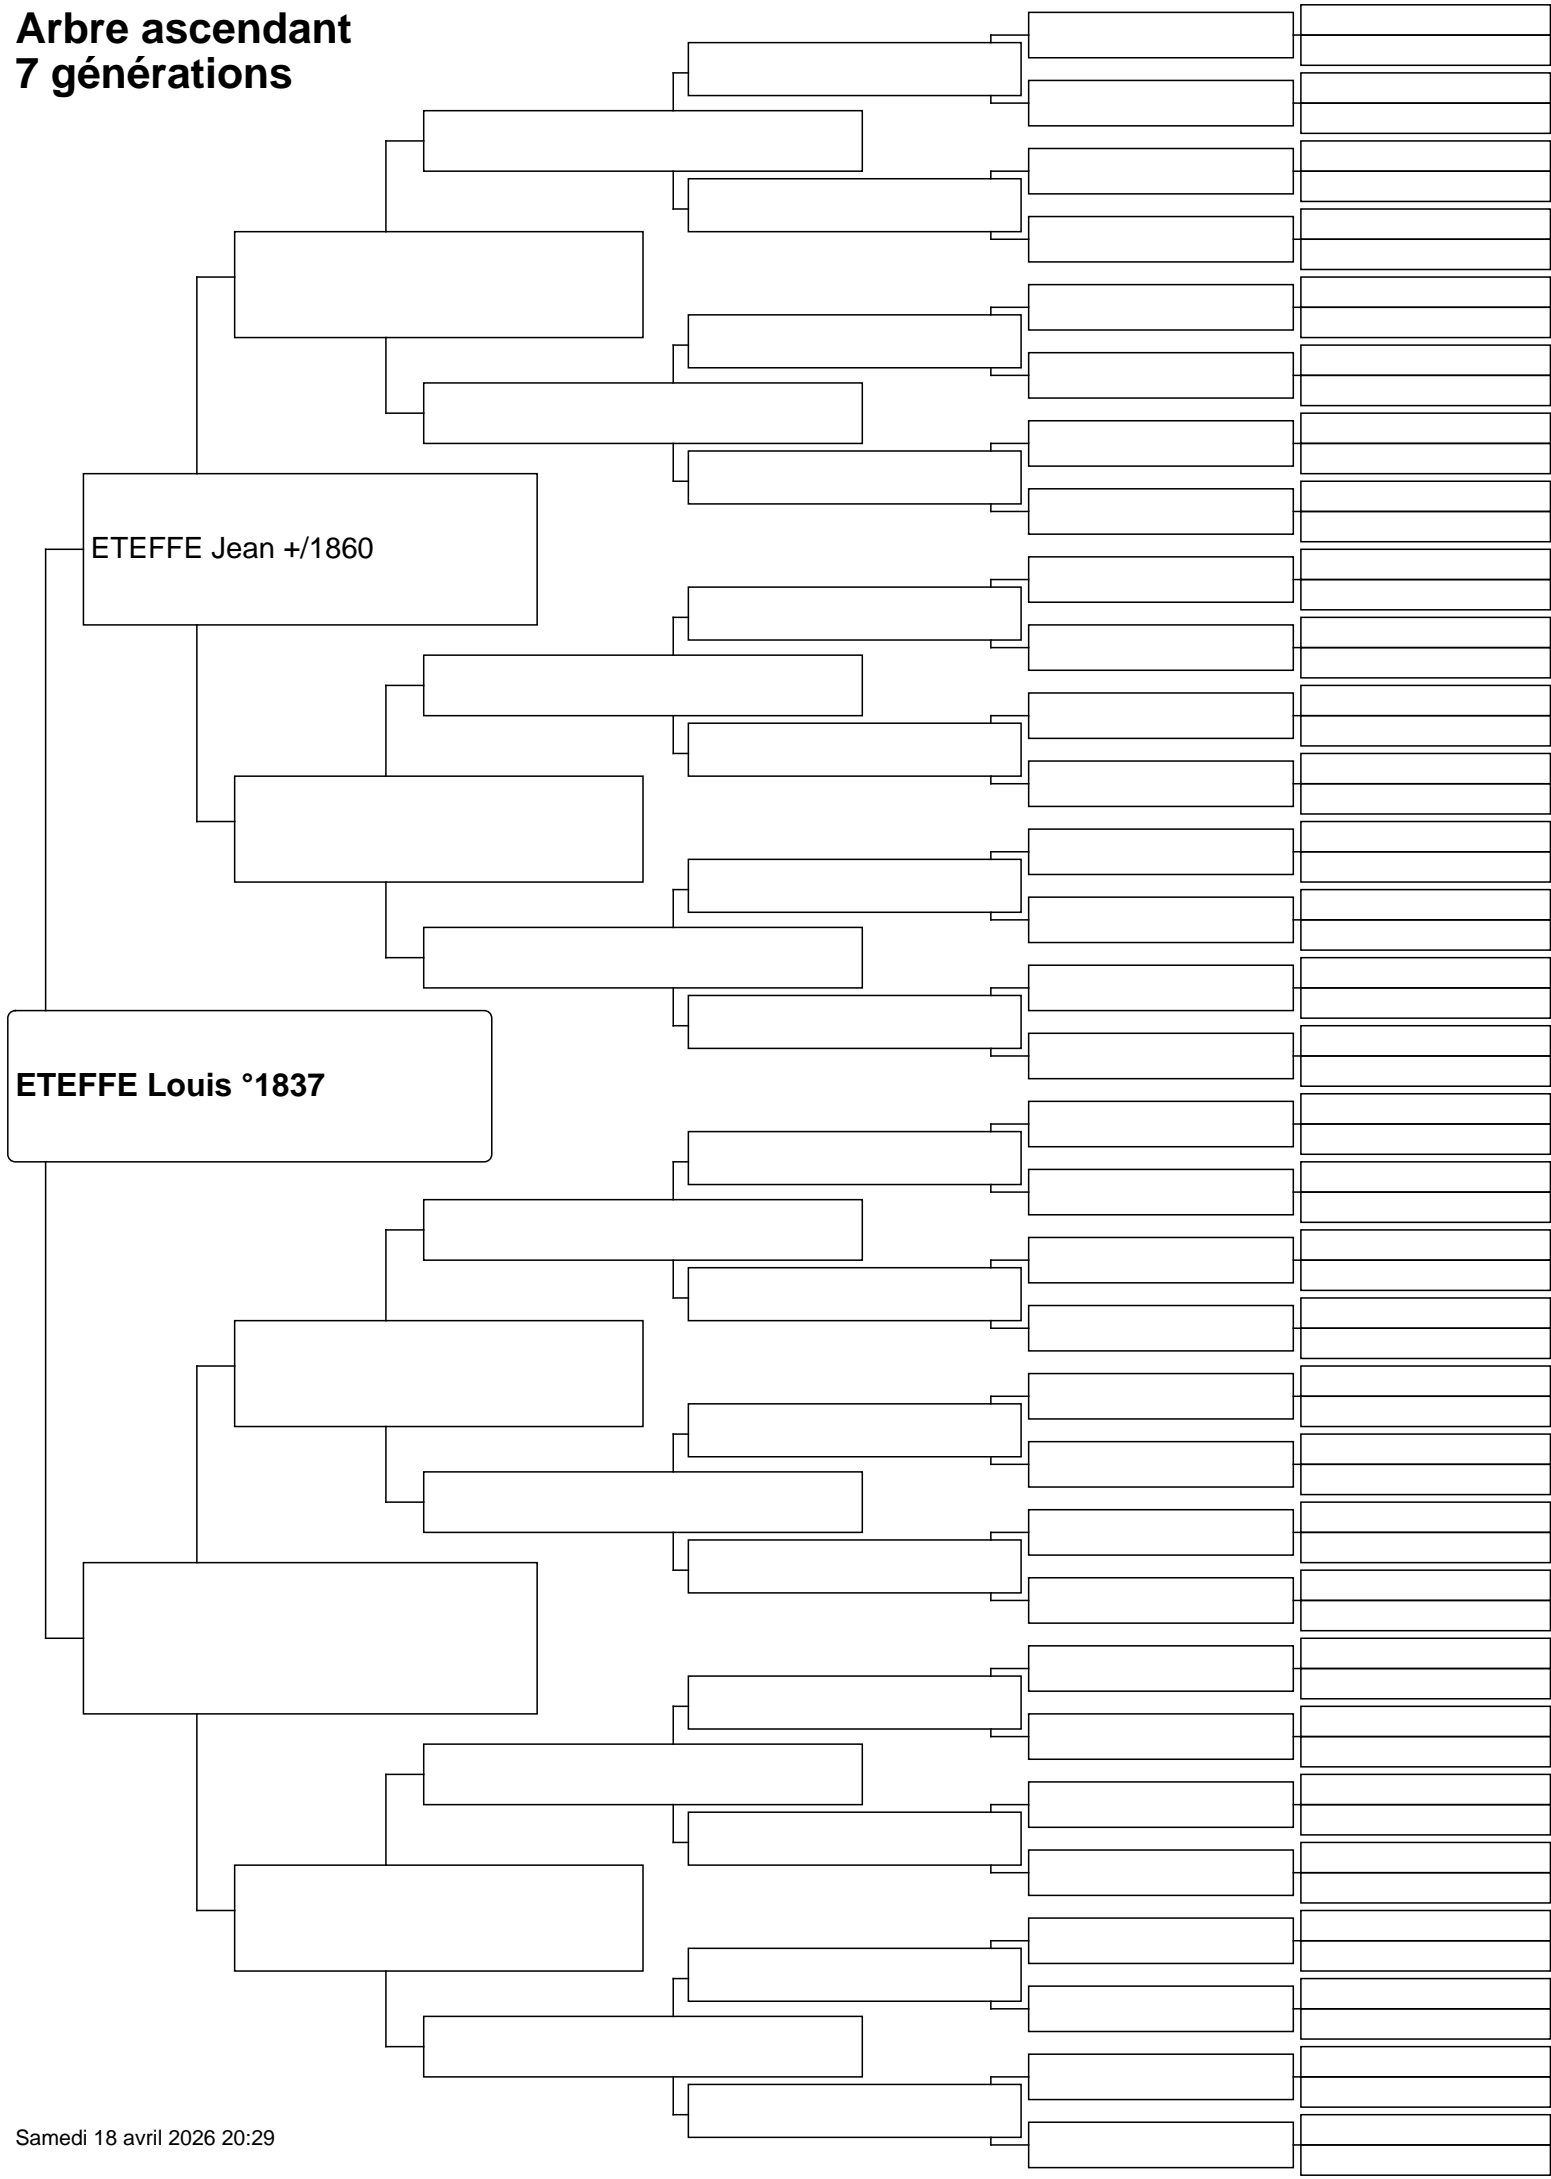 Arbre ascendant
7 générations
ETEFFE Jean +/1860
ETEFFE Louis °1837
Samedi 18 avril 2026 20:29